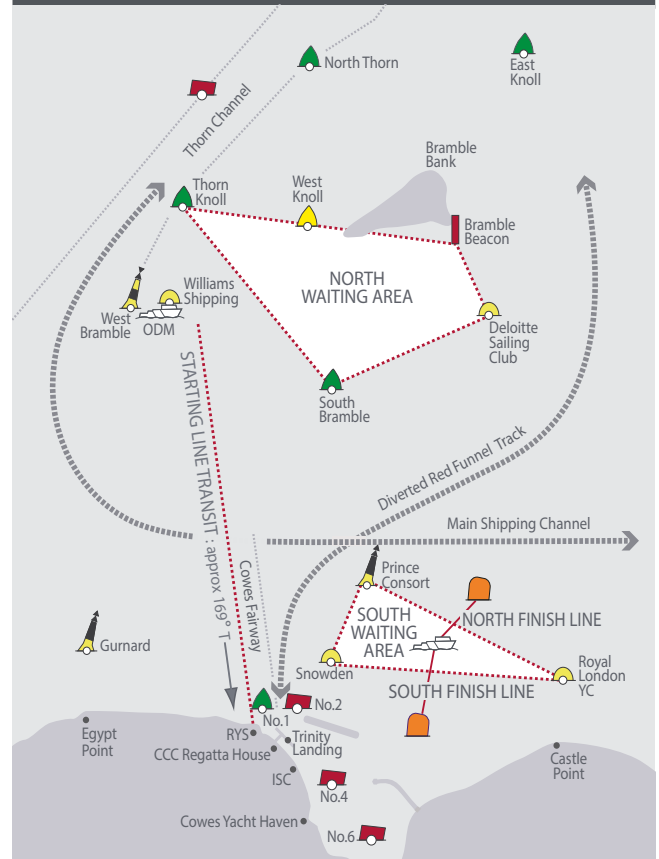 North Thorn
East
Knoll
Thorn Channel
Bramble
Bank
Thorn
Knoll
West
Knoll
Bramble
Beacon
NORTH
WAITING AREA
Williams
Shipping
West
Bramble
ODM
Deloitte
Sailing
Club
South
Bramble
STARTING LINE TRANSIT : approx 169° T
Diverted Red Funnel Track
Main Shipping Channel
Cowes Fairway
Prince
Consort
SOUTH
WAITING
AREA
NORTH FINISH LINE
Gurnard
Snowden
Royal
London
YC
SOUTH FINISH LINE
No.1
No.2
Egypt
Point
RYS
Trinity
Landing
CCC Regatta House
ISC
Castle
Point
No.4
Cowes Yacht Haven
No.6